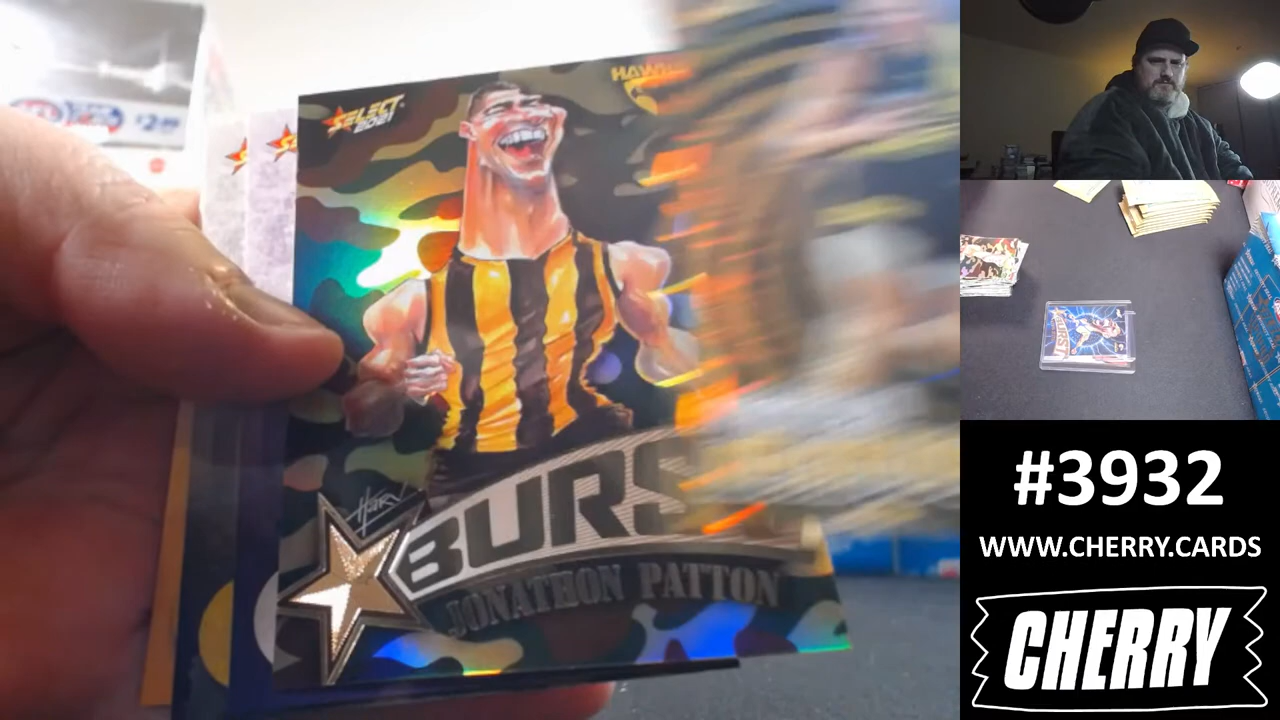 SELECT
2021
HAW
BURS
JONATHON PATTON
#3932
WWW.CHERRY.CARDS
CHERRY